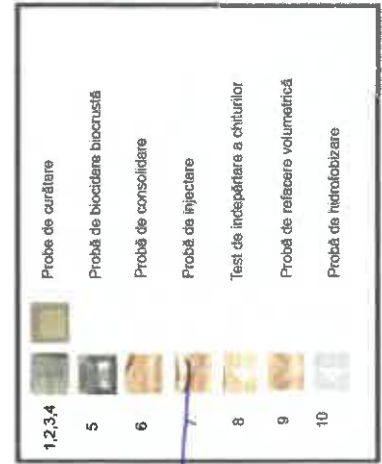 1,2,3,4 Probe de curătare
5 Probă de biocidare biocrustă
6 Probă de consolidare
7 Probă de injectare
8 Test de îndepărtare a chiturilor
9 Probă de refacere volumetrică
10 Probă de hidrofobizare